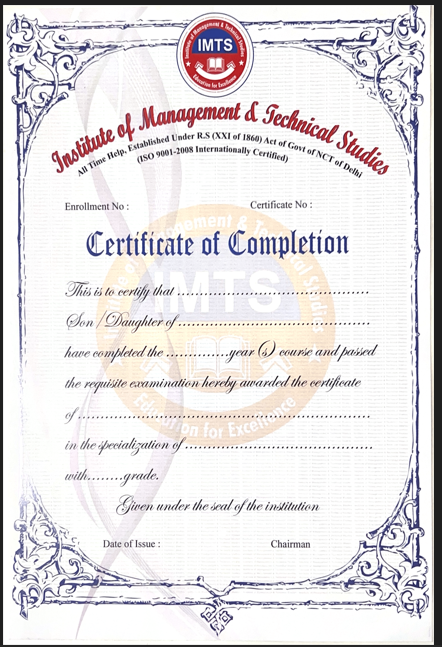 Institute of Management & Technical Studies
IMTS
Education for Excellence
Institute of Management & Technical Studies
All Time Help, Established Under R.S (XXI of 1860) Act of Govt of NCT of Delhi
(ISO 9001-2008 Internationally Certified)
Enrollment No :
Certificate No :
Certificate of Completion
This is to certify that ............................................
Son / Daughter of ............................................
have completed the ..............year (s) course and passed
the requisite examination hereby awarded the certificate
of ..................................................................
in the specialization of ..........................................
with........grade.
Given under the seal of the institution
Date of Issue :
Chairman
IMTS
Education for Excellence